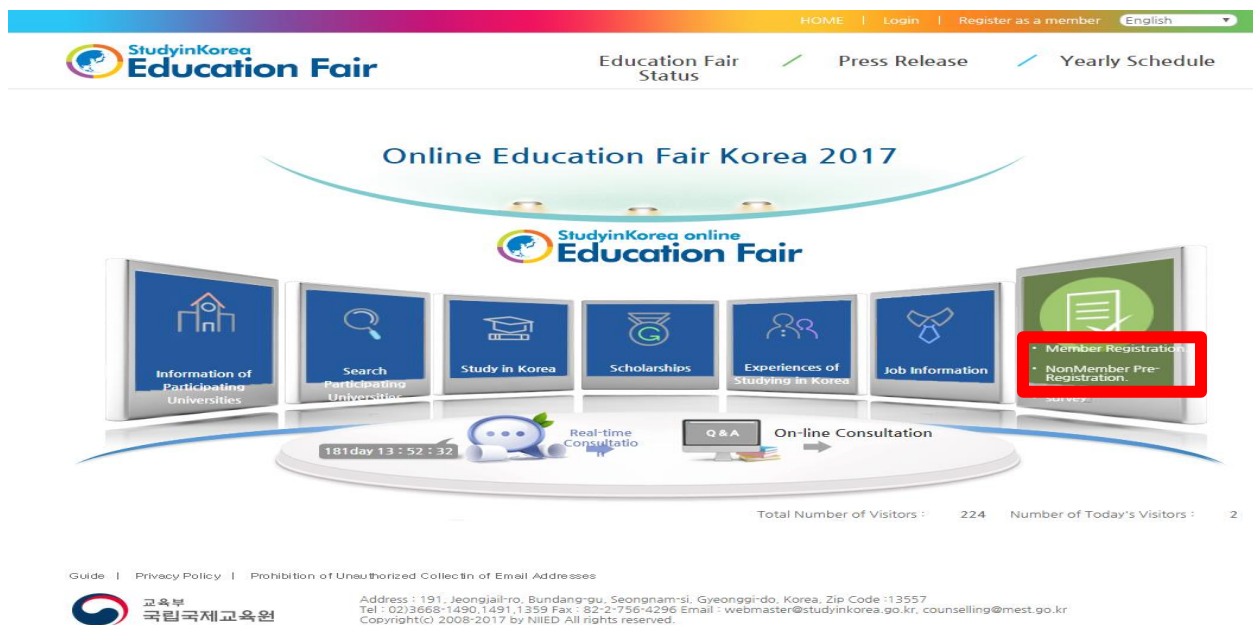 HOME | Login | Register as a member English
StudyinKorea
Education Fair
Education Fair Status
Press Release
Yearly Schedule
Online Education Fair Korea 2017
StudyinKorea online
Education Fair
Information of
Participating
Universities
Search
Participating
Universities
Study in Korea
G
Scholarships
Experiences of
Studying in Korea
Job Information
• Member Registration
• NonMember Pre-
Registration.
survey.
181day 13 : 52 : 32
Real-time
Consultatio
n
Q & A
On-line Consultation
Total Number of Visitors : 224 Number of Today's Visitors : 2
Guide | Privacy Policy | Prohibition of Unauthorized Collectin of Email Addresses
교육부
국립국제교육원
Address : 191, Jeongjail-ro, Bundang-gu, Seongnam-si, Gyeonggi-do, Korea, Zip Code :13557
Tel : 02)3668-1490,1491,1359 Fax : 82-2-756-4296 Email : webmaster@studyinkorea.go.kr, counselling@mest.go.kr
Copyright(c) 2008-2017 by NIIED All rights reserved.